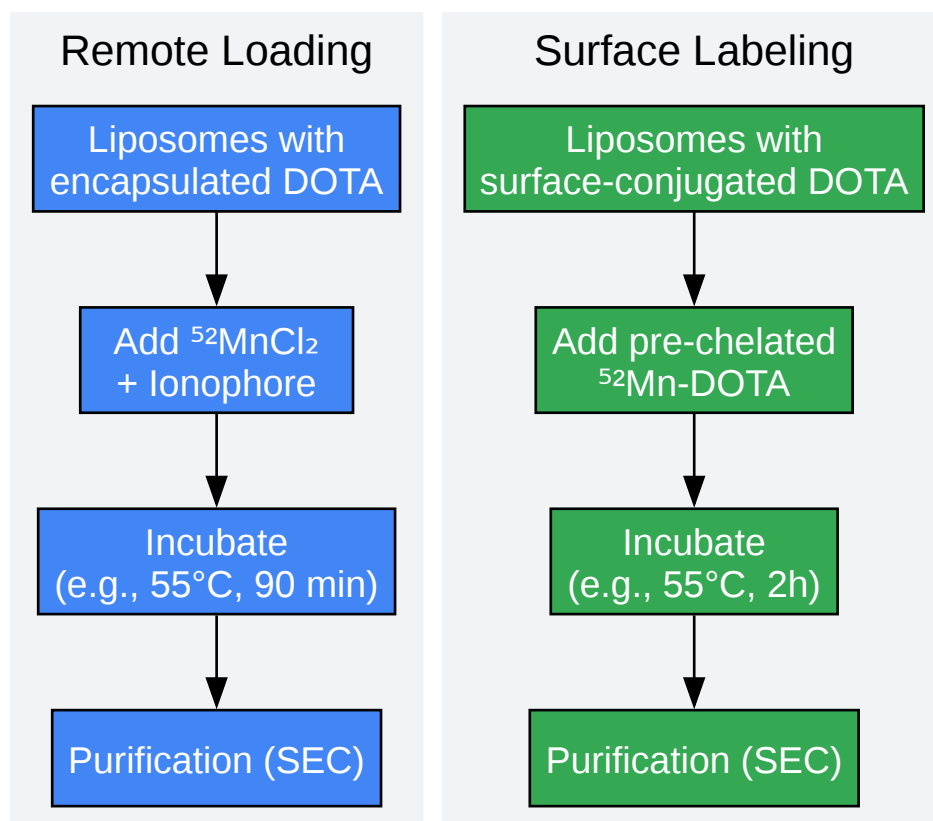 Remote Loading
Liposomes with
encapsulated DOTA
Add ⁵²MnCl₂
+ Ionophore
Incubate
(e.g., 55°C, 90 min)
Purification (SEC)
Surface Labeling
Liposomes with
surface-conjugated DOTA
Add pre-chelated
⁵²Mn-DOTA
Incubate
(e.g., 55°C, 2h)
Purification (SEC)